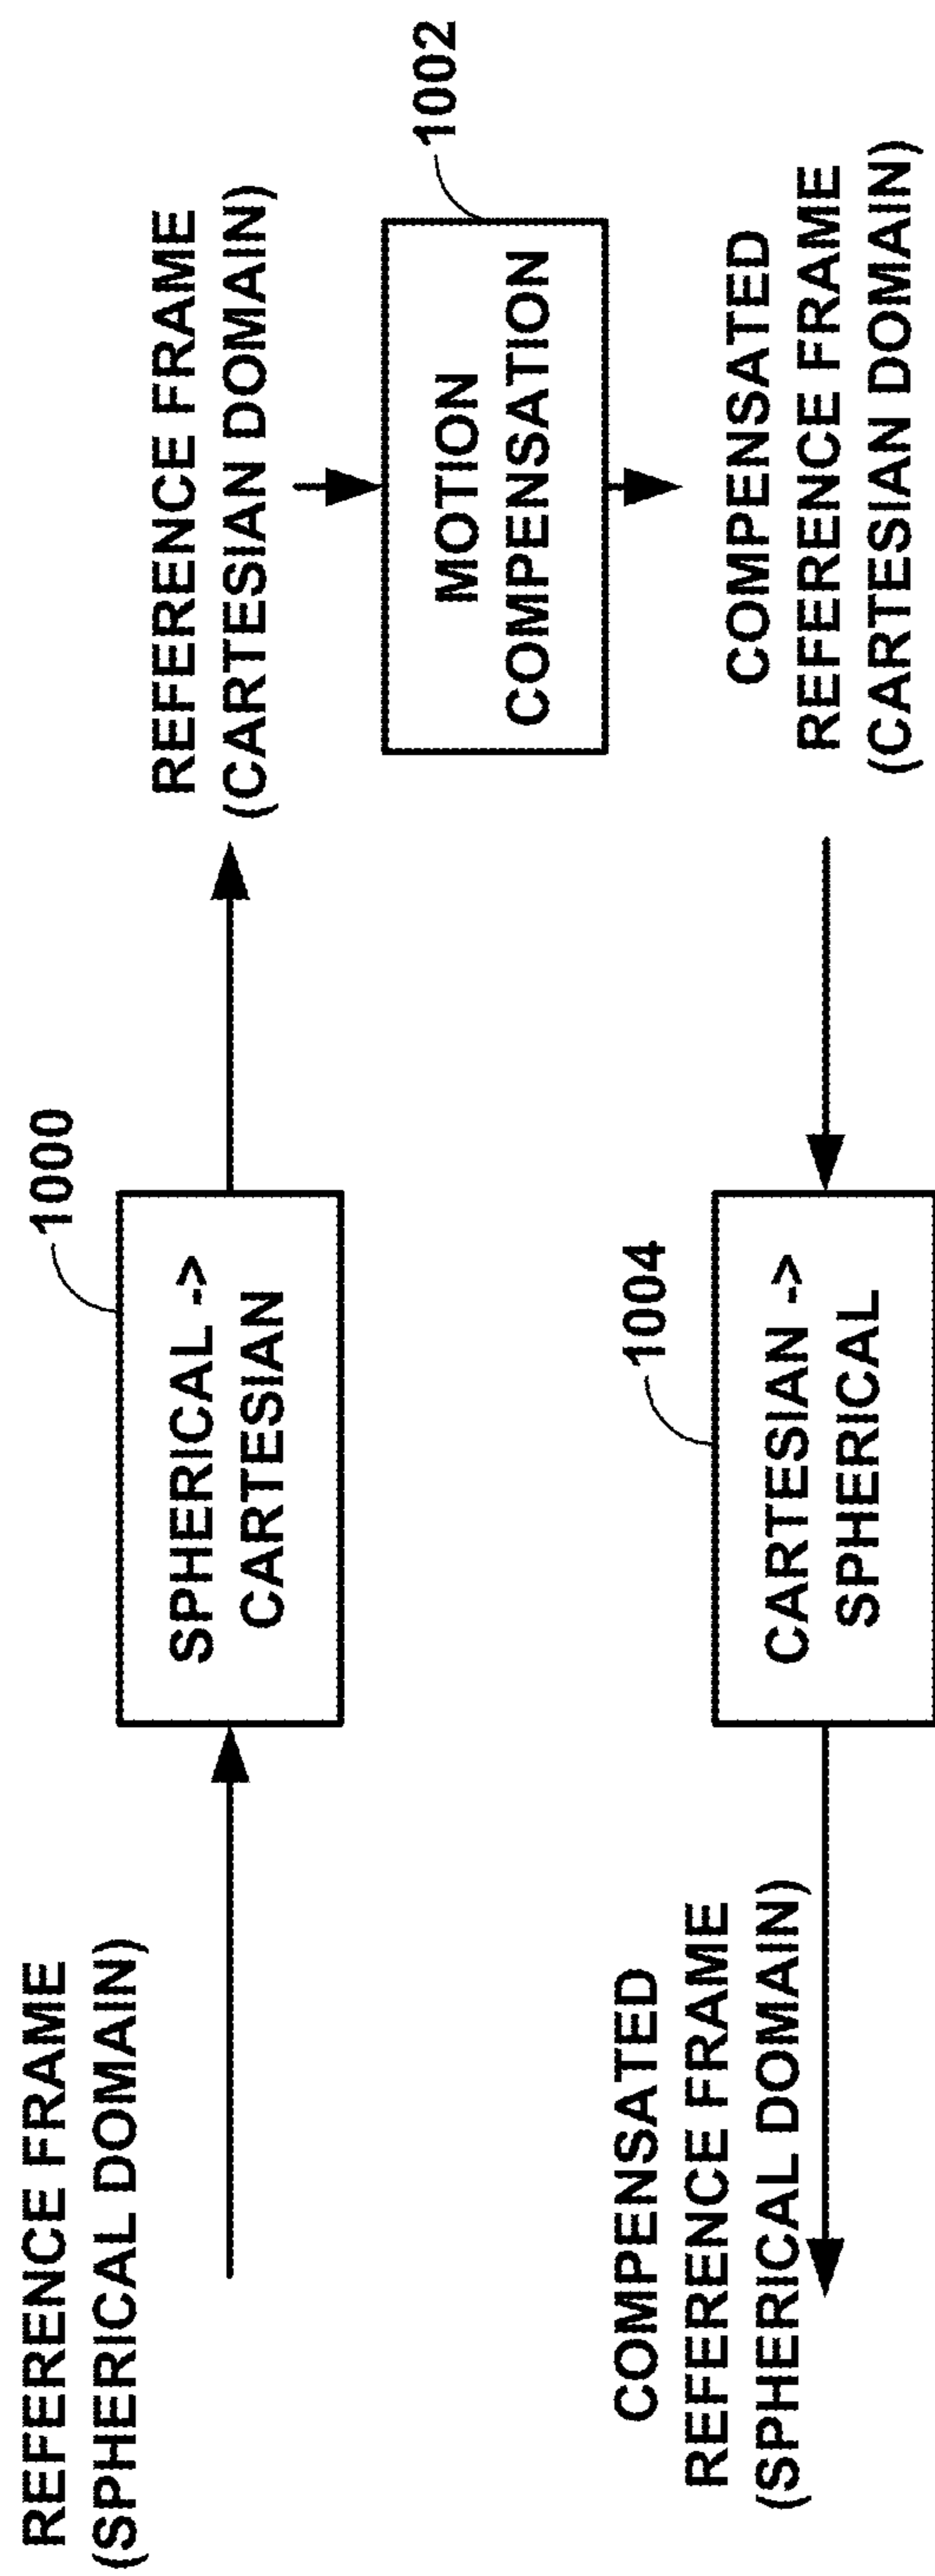 REFERENCE FRAME
(SPHERICAL DOMAIN)
1000
SPHERICAL ->
CARTESIAN
REFERENCE FRAME
(CARTESIAN DOMAIN)
1002
MOTION
COMPENSATION
COMPENSATED
REFERENCE FRAME
(CARTESIAN DOMAIN)
1004
CARTESIAN ->
SPHERICAL
COMPENSATED
REFERENCE FRAME
(SPHERICAL DOMAIN)